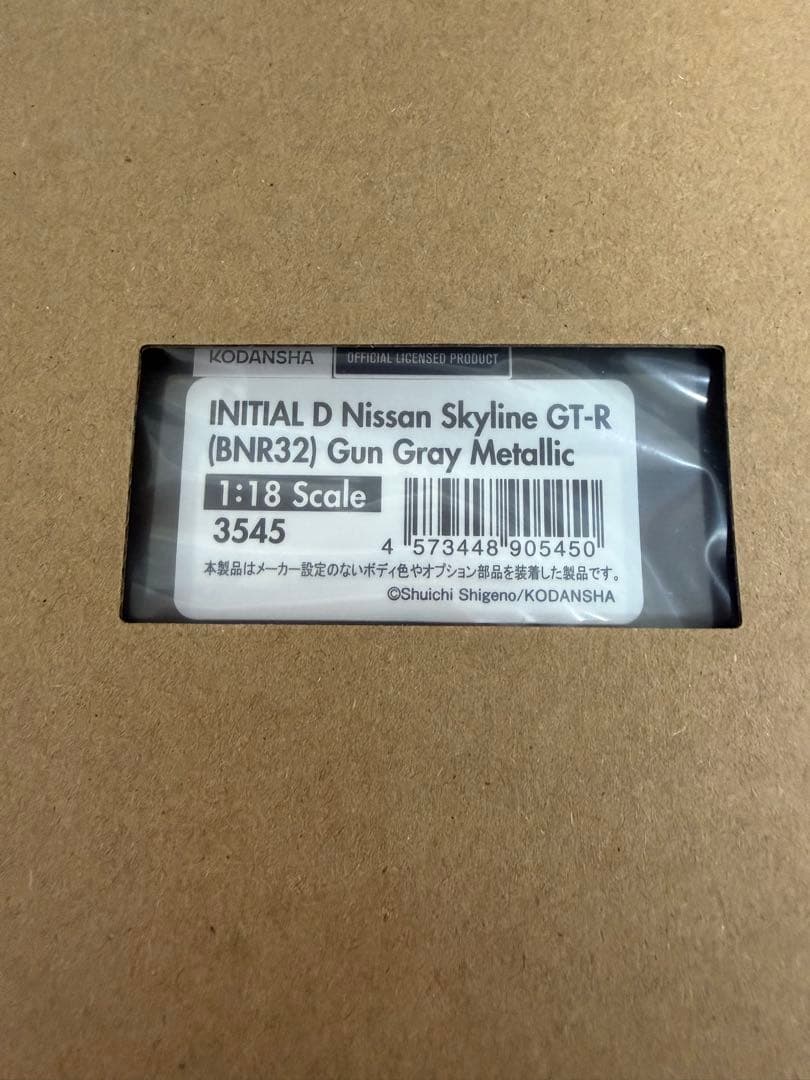 KODANSHA OFFICIAL LICENSED PRODUCT
INITIAL D Nissan Skyline GT-R
(BNR32) Gun Gray Metallic
1:18 Scale
3545
4 573448 905450
本製品はメーカー設定のないボディ色やオプション部品を装着した製品です。
©Shuichi Shigeno/KODANSHA